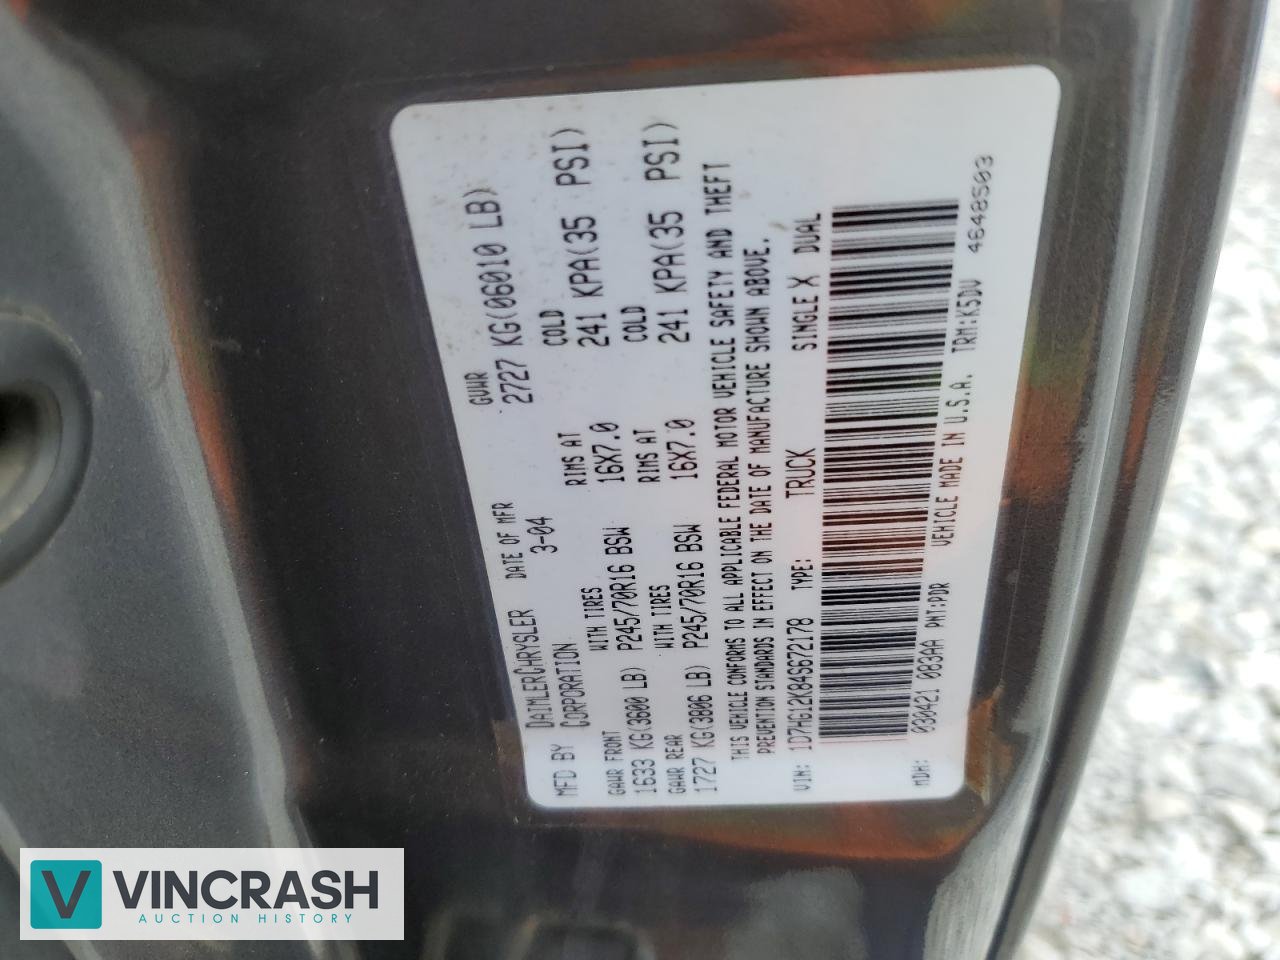 MFD BY DAIMLERCHRYSLER CORPORATION
DATE OF MFR 3-04
GVWR 2727 KG(06010 LB)
GAWR FRONT WITH TIRES RIMS AT COLD
1633 KG(3600 LB) P245/70R16 BSW 16X7.0 241 KPA(35 PSI)
GAWR REAR WITH TIRES RIMS AT COLD
1727 KG(3806 LB) P245/70R16 BSW 16X7.0 241 KPA(35 PSI)
THIS VEHICLE CONFORMS TO ALL APPLICABLE FEDERAL MOTOR VEHICLE SAFETY AND THEFT
PREVENTION STANDARDS IN EFFECT ON THE DATE OF MANUFACTURE SHOWN ABOVE.
VIN: 1D7HG12K84S672178 TYPE: TRUCK SINGLE X DUAL
MDH: 030421 083AA PNT:PDR VEHICLE MADE IN U.S.A. TRM:K5DV
4648503
V VINCRASH
AUCTION HISTORY